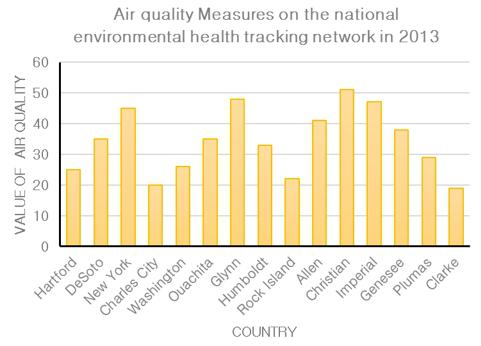 Air quality Measures on the national
environmental health tracking network in 2013
VALUE OF AIR QUALITY
60
50
40
30
20
10
0
Hartford
DeSoto
New York
Charles City
Washington
Ouachita
Glynn
Humboldt
Rock Island
Allen
Christian
Imperial
Genesee
Plumas
Clarke
COUNTRY